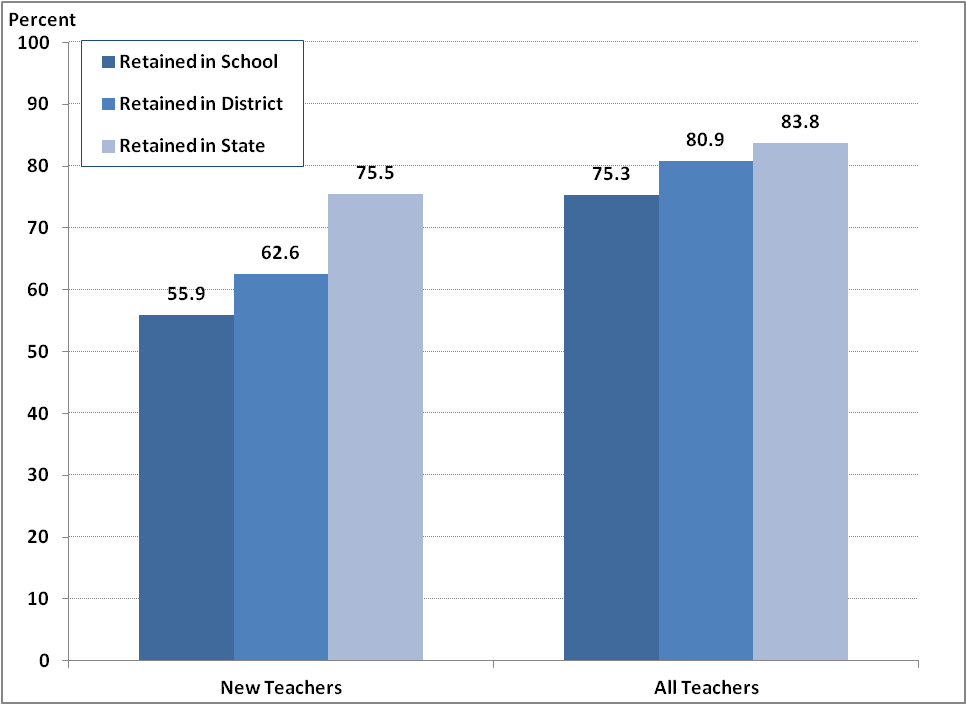 Percent
100
90
80
70
60
50
40
30
20
10
0
Retained in School
Retained in District
Retained in State
55.9
62.6
75.5
75.3
80.9
83.8
New Teachers
All Teachers